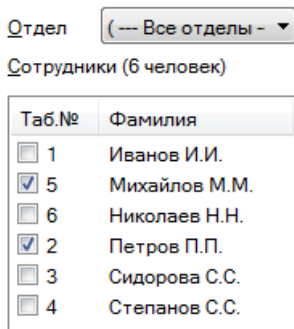 Отдел ( --- Все отделы -
Сотрудники (6 человек)
Таб.№ Фамилия
1 Иванов И.И.
5 Михайлов М.М.
6 Николаев Н.Н.
2 Петров П.П.
3 Сидорова С.С.
4 Степанов С.С.